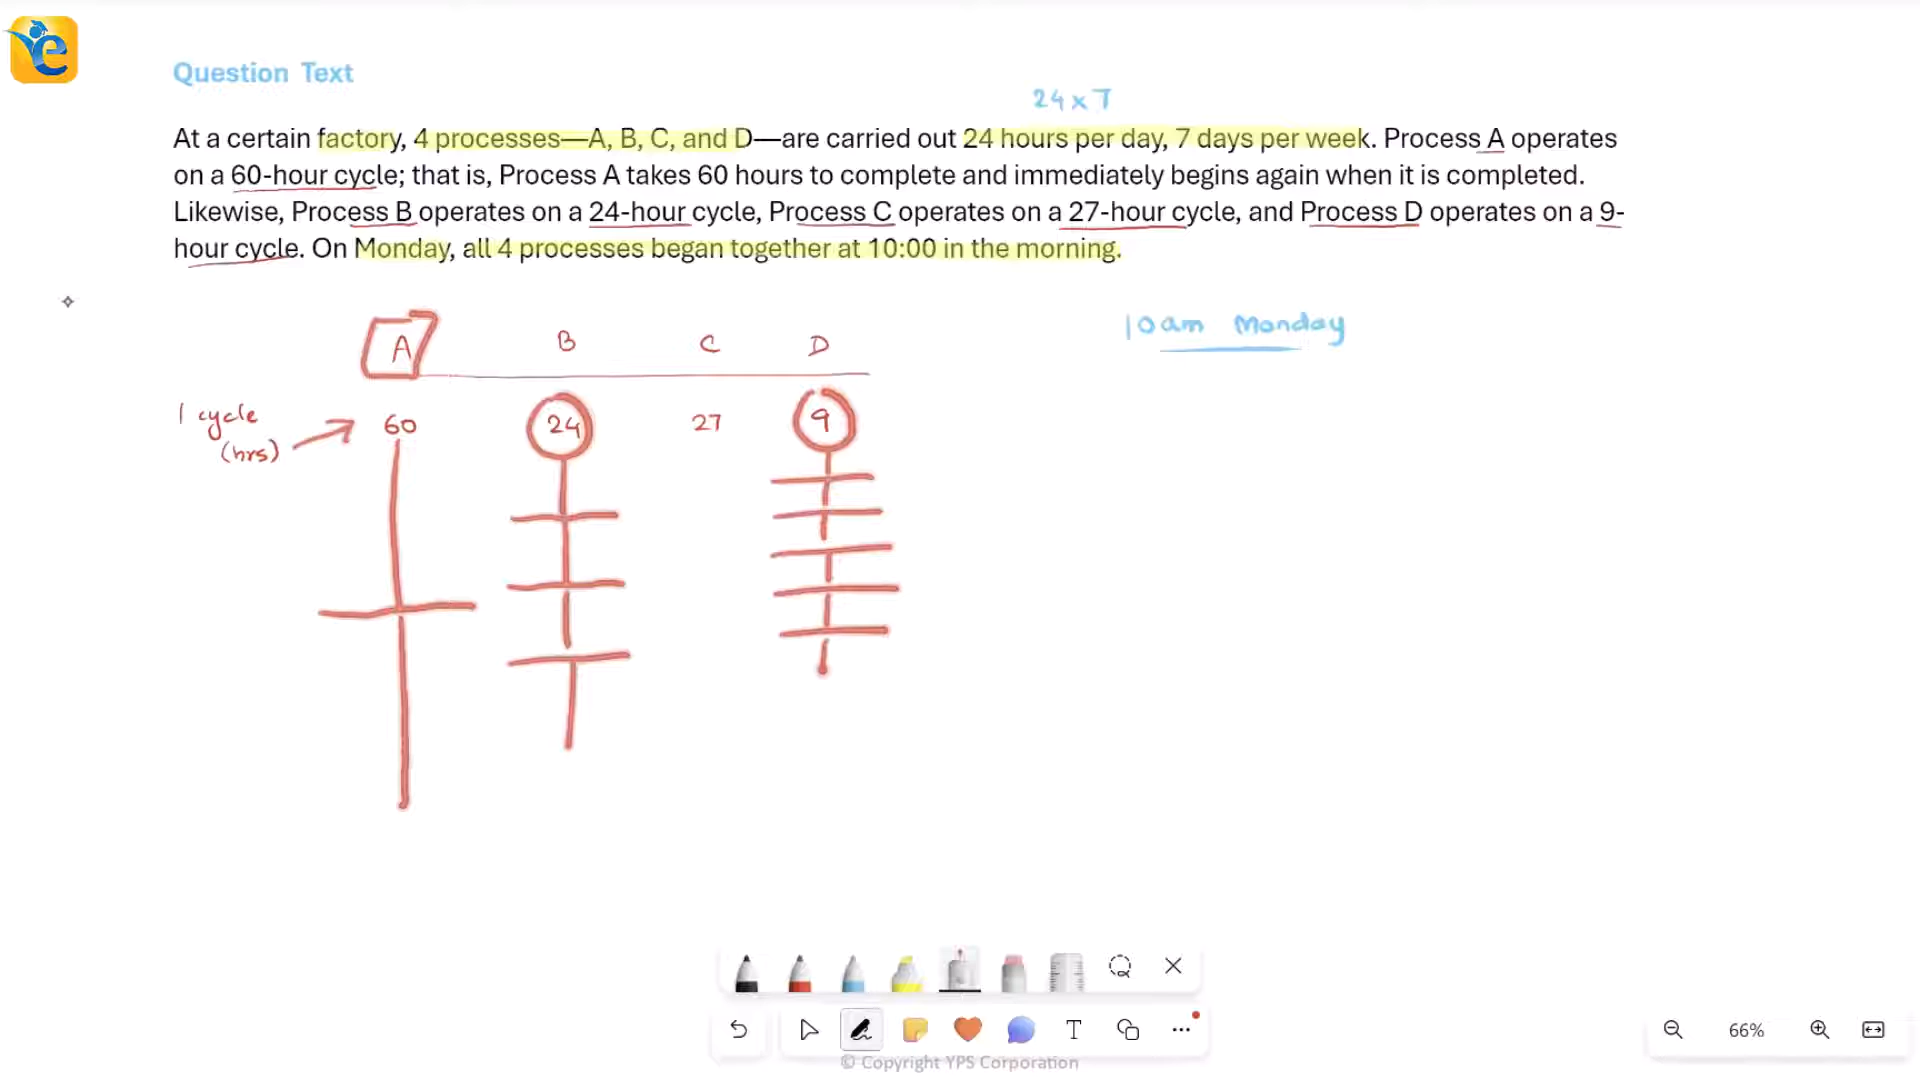 e
Question Text
24 x 7
At a certain factory, 4 processes—A, B, C, and D—are carried out 24 hours per day, 7 days per week. Process A operates
on a 60-hour cycle; that is, Process A takes 60 hours to complete and immediately begins again when it is completed.
Likewise, Process B operates on a 24-hour cycle, Process C operates on a 27-hour cycle, and Process D operates on a 9-
hour cycle. On Monday, all 4 processes began together at 10:00 in the morning.
A B C D
10am Monday
1 cycle (hrs)
60 24 27 9
T
66%
© Copyright YPS Corporation